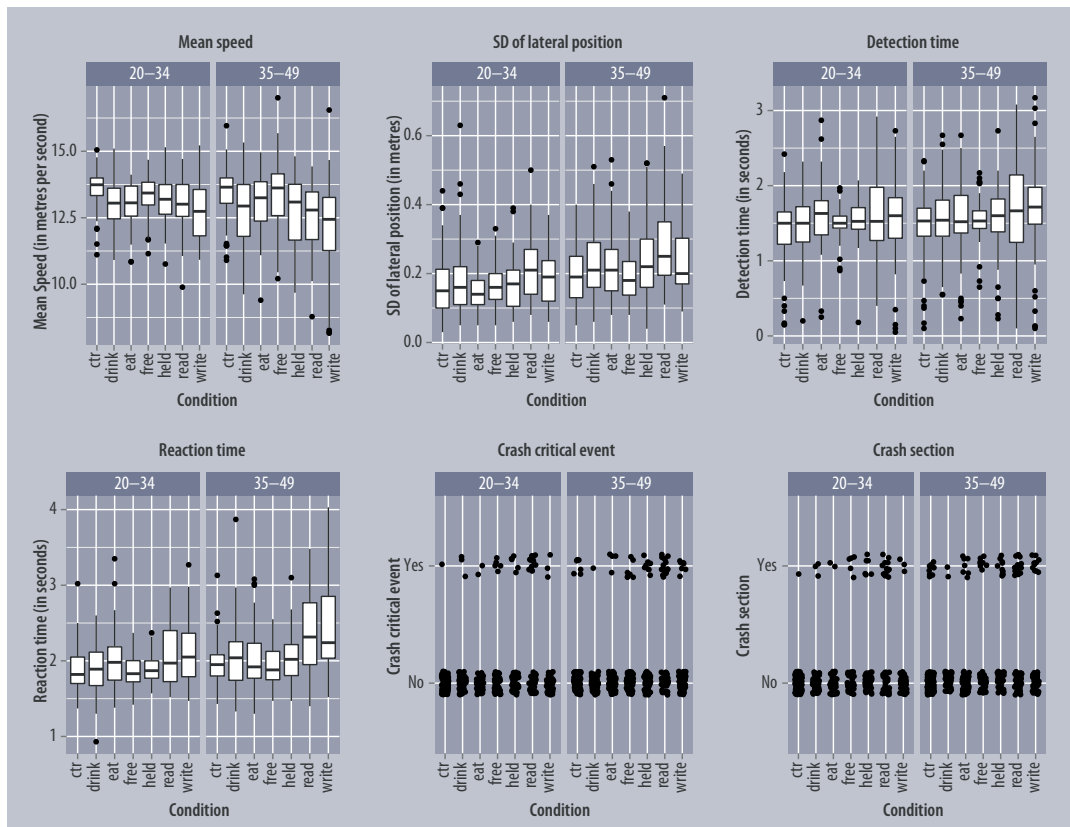 Mean speed
20–34 35–49
Mean Speed (in metres per second)
15.0
12.5
10.0
ctr drink eat free held read write ctr drink eat free held read write
Condition
SD of lateral position
20–34 35–49
SD of lateral position (in metres)
0.6
0.4
0.2
0.0
ctr drink eat free held read write ctr drink eat free held read write
Condition
Detection time
20–34 35–49
Detection time (in seconds)
3
2
1
0
ctr drink eat free held read write ctr drink eat free held read write
Condition
Reaction time
20–34 35–49
Reaction time (in seconds)
4
3
2
1
ctr drink eat free held read write ctr drink eat free held read write
Condition
Crash critical event
20–34 35–49
Crash critical event
Yes
No
ctr drink eat free held read write ctr drink eat free held read write
Condition
Crash section
20–34 35–49
Crash section
Yes
No
ctr drink eat free held read write ctr drink eat free held read write
Condition